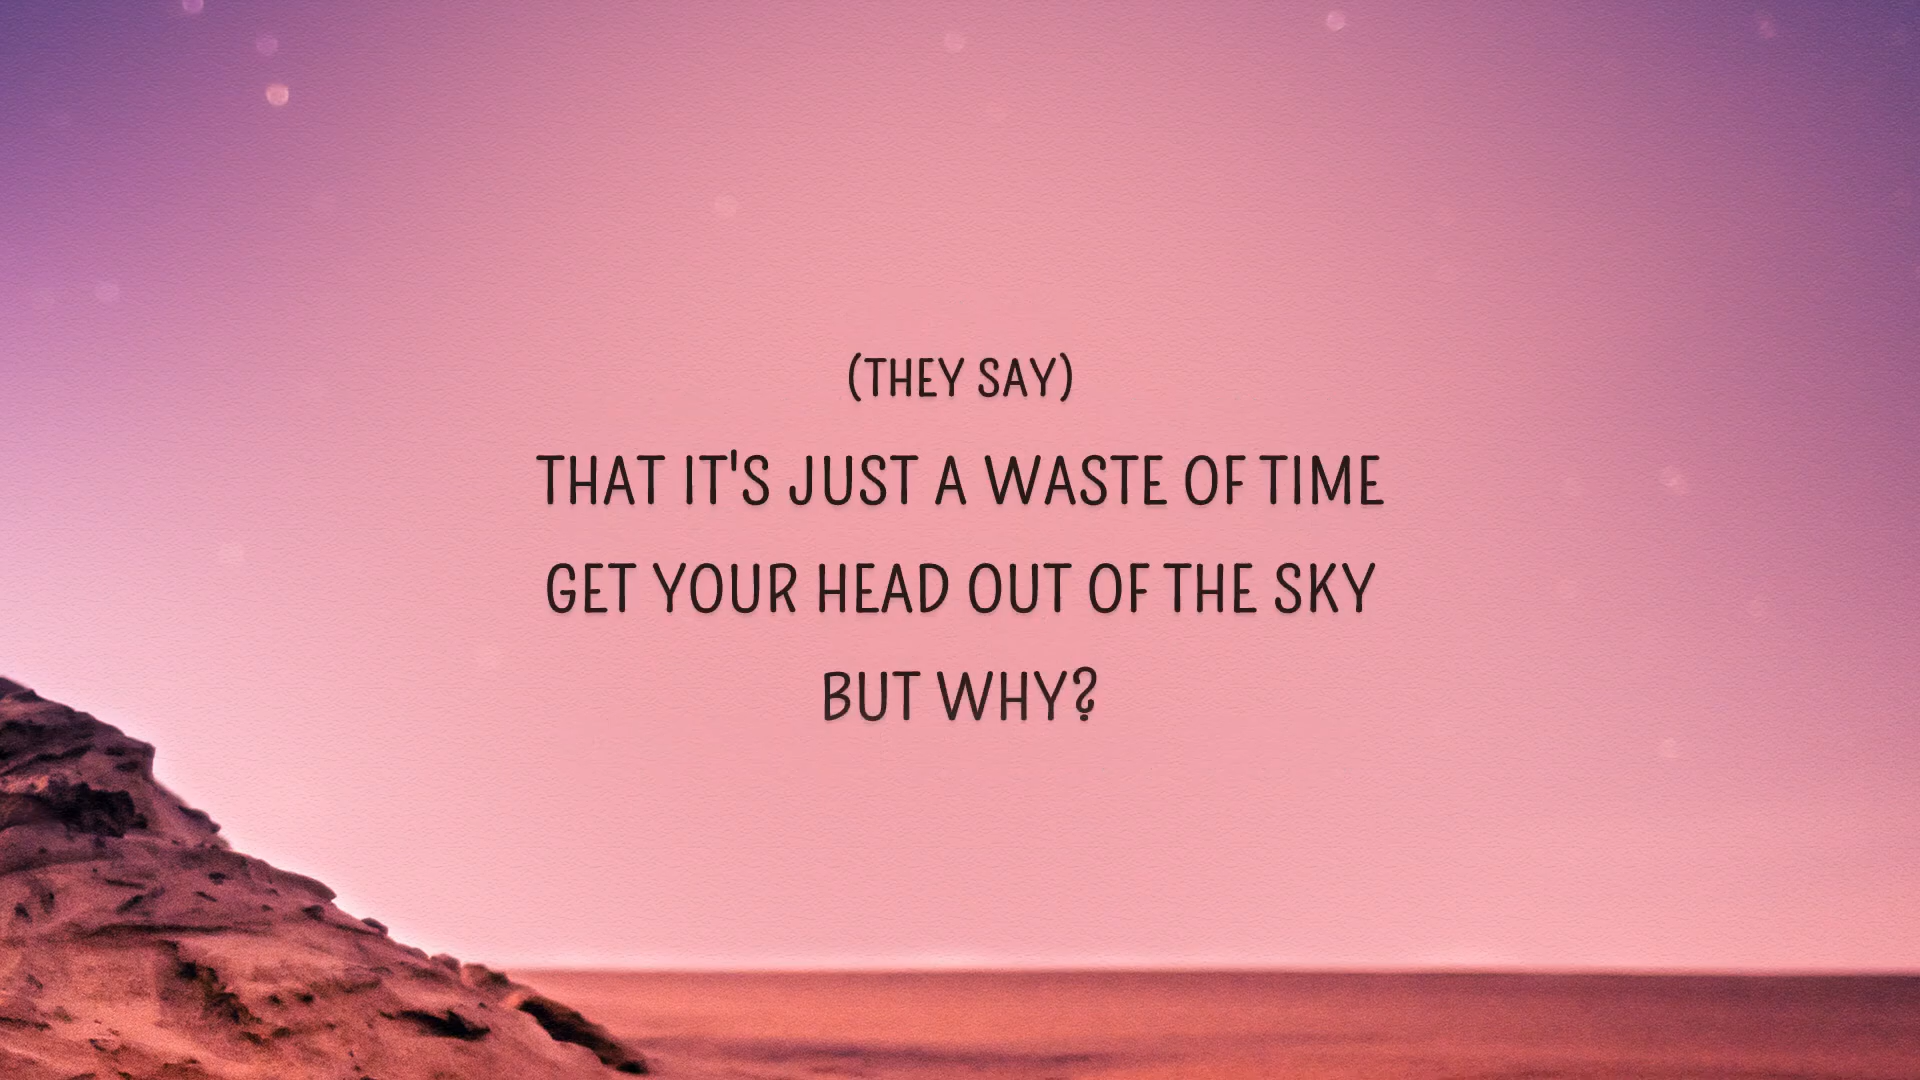 (THEY SAY)
THAT IT'S JUST A WASTE OF TIME
GET YOUR HEAD OUT OF THE SKY
BUT WHY?